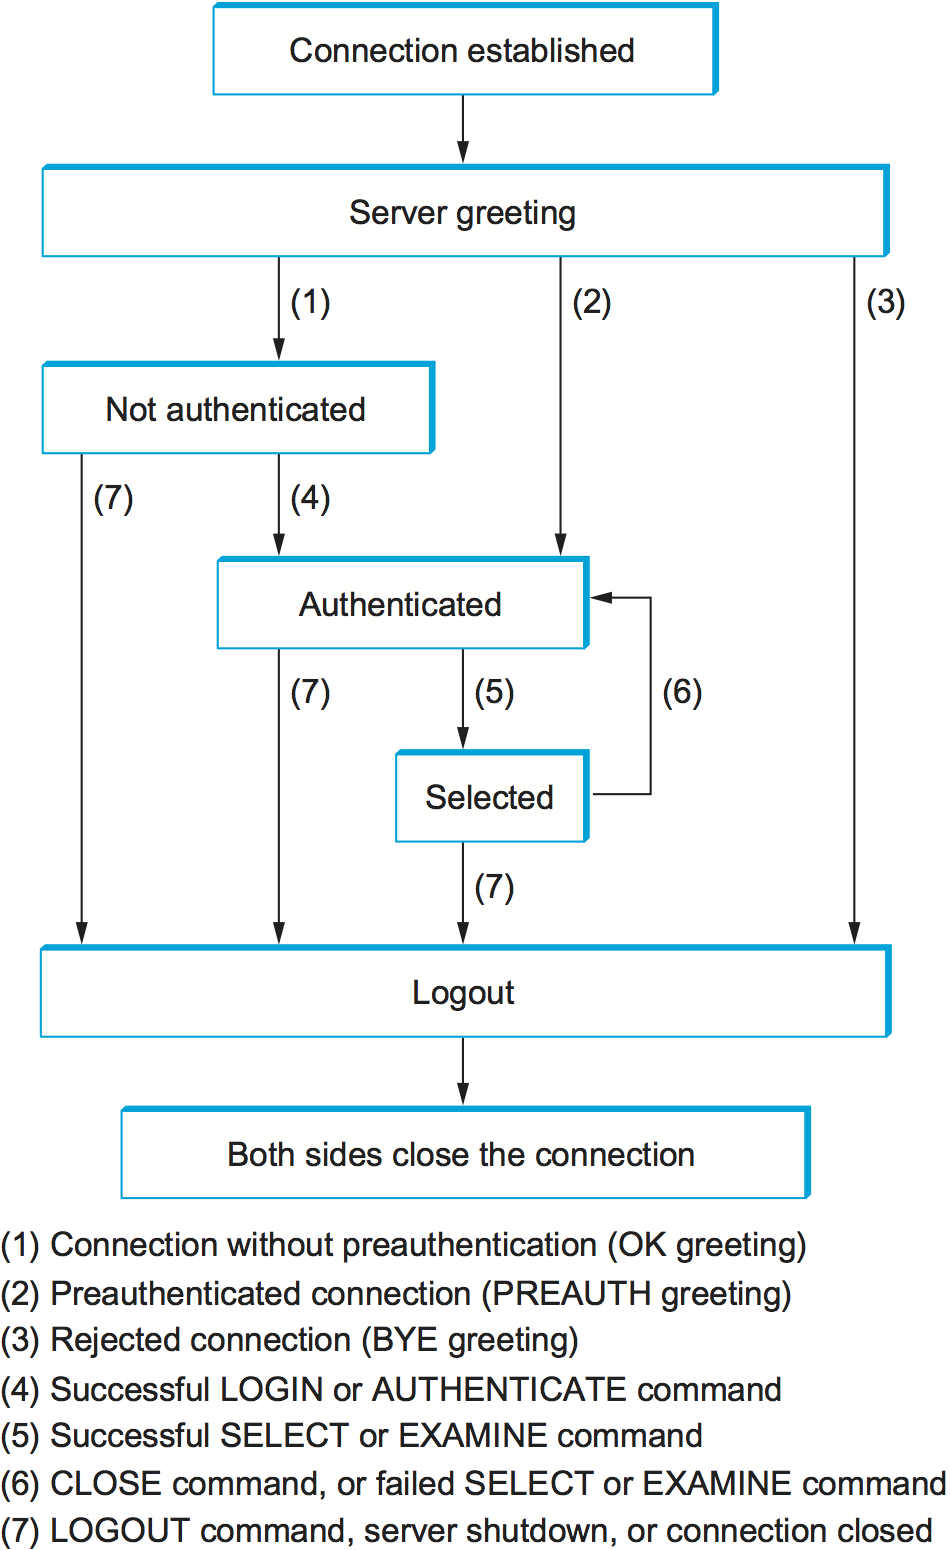 Connection established
Server greeting
(1) (2) (3)
Not authenticated
(7) (4)
Authenticated
(7) (5) (6)
Selected
(7)
Logout
Both sides close the connection
(1) Connection without preauthentication (OK greeting)
(2) Preauthenticated connection (PREAUTH greeting)
(3) Rejected connection (BYE greeting)
(4) Successful LOGIN or AUTHENTICATE command
(5) Successful SELECT or EXAMINE command
(6) CLOSE command, or failed SELECT or EXAMINE command
(7) LOGOUT command, server shutdown, or connection closed